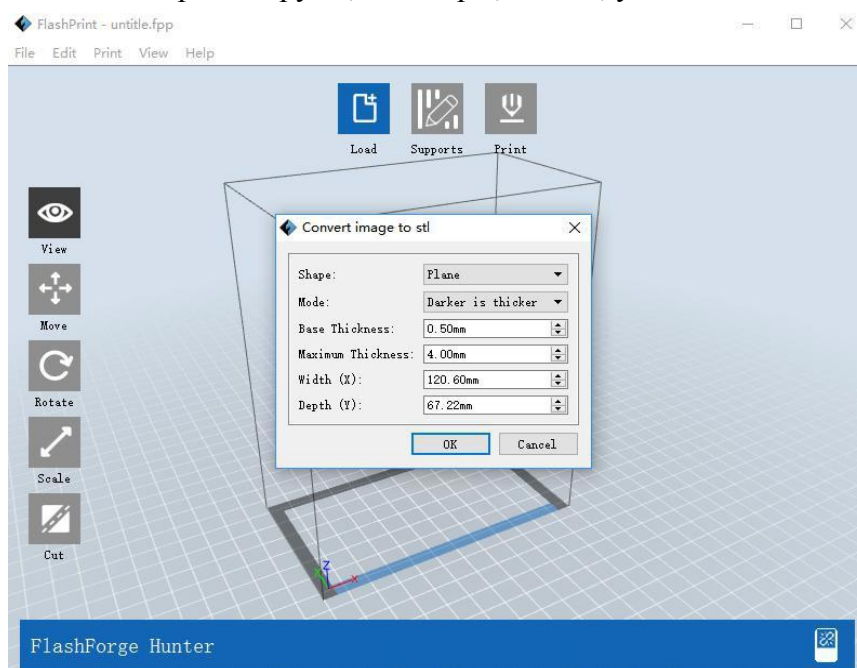 FlashPrint - untitle.fpp
File Edit Print View Help
Load Supports Print
View
Move
Rotate
Scale
Cut
Convert image to stl
Shape: Plane
Mode: Darker is thicker
Base Thickness: 0.50mm
Maximum Thickness: 4.00mm
Width (X): 120.60mm
Depth (Y): 67.22mm
OK Cancel
Z
X
FlashForge Hunter